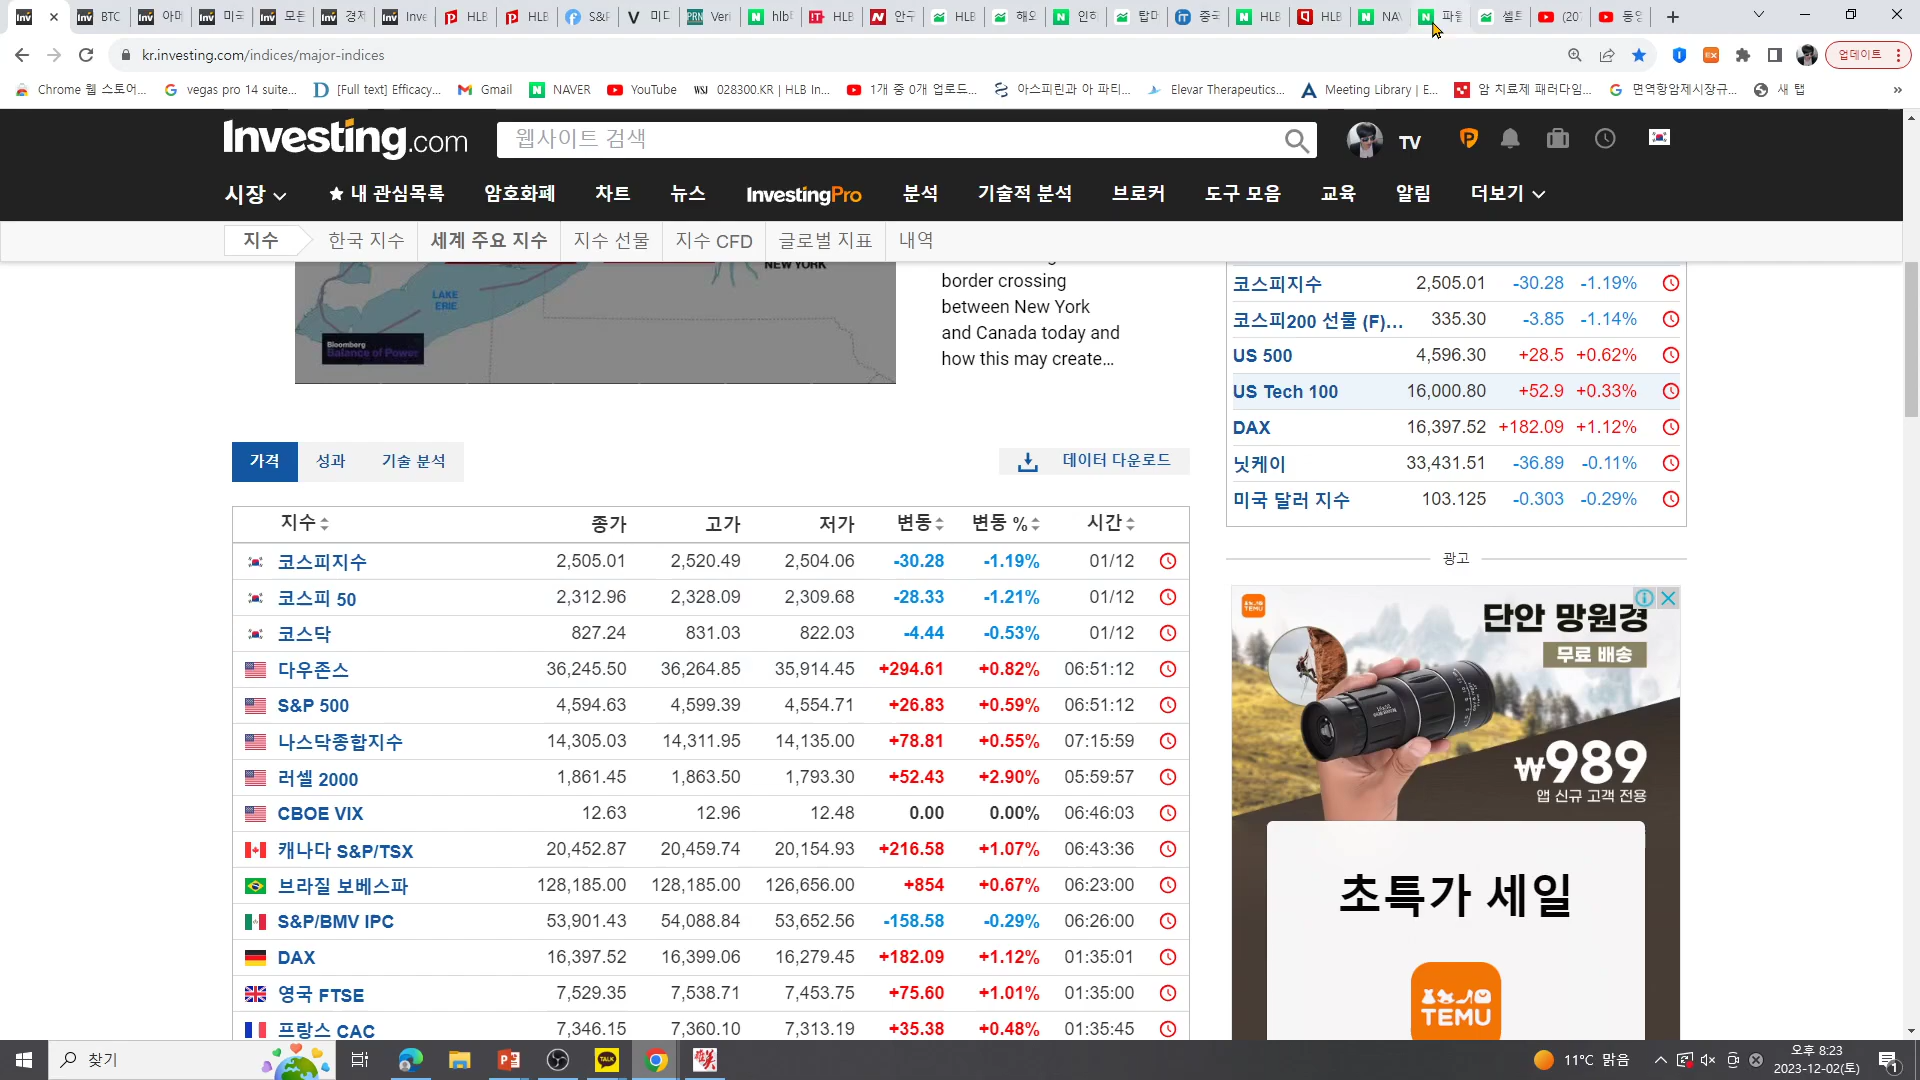 BTC
HLB
HLB
S&P
HLB
HLB
HLB
HLB
kr.investing.com/indices/major-indices
업데이트
Chrome 웹 스토어...
vegas pro 14 suite...
[Full text] Efficacy...
Gmail
NAVER
YouTube
028300.KR | HLB In...
1개 중 0개 업로드...
아스피린과 아 파티...
Elevar Therapeutics...
Meeting Library | E...
암 치료제 패러다임...
면역항암제시장규...
새 탭
Investing.com
웹사이트 검색
TV
시장
내 관심목록
암호화폐
차트
뉴스
InvestingPro
분석
기술적 분석
브로커
도구 모음
교육
알림
더보기
지수
한국 지수
세계 주요 지수
지수 선물
지수 CFD
글로벌 지표
내역
NEW YORK
LAKE
ERIE
Bloomberg
Balance of Power
border crossing
between New York
and Canada today and
how this may create...
코스피지수 2,505.01 -30.28 -1.19%
코스피200 선물 (F)... 335.30 -3.85 -1.14%
US 500 4,596.30 +28.5 +0.62%
US Tech 100 16,000.80 +52.9 +0.33%
DAX 16,397.52 +182.09 +1.12%
닛케이 33,431.51 -36.89 -0.11%
미국 달러 지수 103.125 -0.303 -0.29%
가격
성과
기술 분석
데이터 다운로드
지수 종가 고가 저가 변동 변동 % 시간
코스피지수 2,505.01 2,520.49 2,504.06 -30.28 -1.19% 01/12
코스피 50 2,312.96 2,328.09 2,309.68 -28.33 -1.21% 01/12
코스닥 827.24 831.03 822.03 -4.44 -0.53% 01/12
다우존스 36,245.50 36,264.85 35,914.45 +294.61 +0.82% 06:51:12
S&P 500 4,594.63 4,599.39 4,554.71 +26.83 +0.59% 06:51:12
나스닥종합지수 14,305.03 14,311.95 14,135.00 +78.81 +0.55% 07:15:59
러셀 2000 1,861.45 1,863.50 1,793.30 +52.43 +2.90% 05:59:57
CBOE VIX 12.63 12.96 12.48 0.00 0.00% 06:46:03
캐나다 S&P/TSX 20,452.87 20,459.74 20,154.93 +216.58 +1.07% 06:43:36
브라질 보베스파 128,185.00 128,185.00 126,656.00 +854 +0.67% 06:23:00
S&P/BMV IPC 53,901.43 54,088.84 53,652.56 -158.58 -0.29% 06:26:00
DAX 16,397.52 16,399.06 16,279.45 +182.09 +1.12% 01:35:01
영국 FTSE 7,529.35 7,538.71 7,453.75 +75.60 +1.01% 01:35:00
프랑스 CAC 7,346.15 7,360.10 7,313.19 +35.38 +0.48% 01:35:45
광고
TEMU
단안 망원경
무료 배송
₩989
앱 신규 고객 전용
초특가 세일
TEMU
찾기
TALK
11°C 맑음
오후 8:23
2023-12-02(토)
1